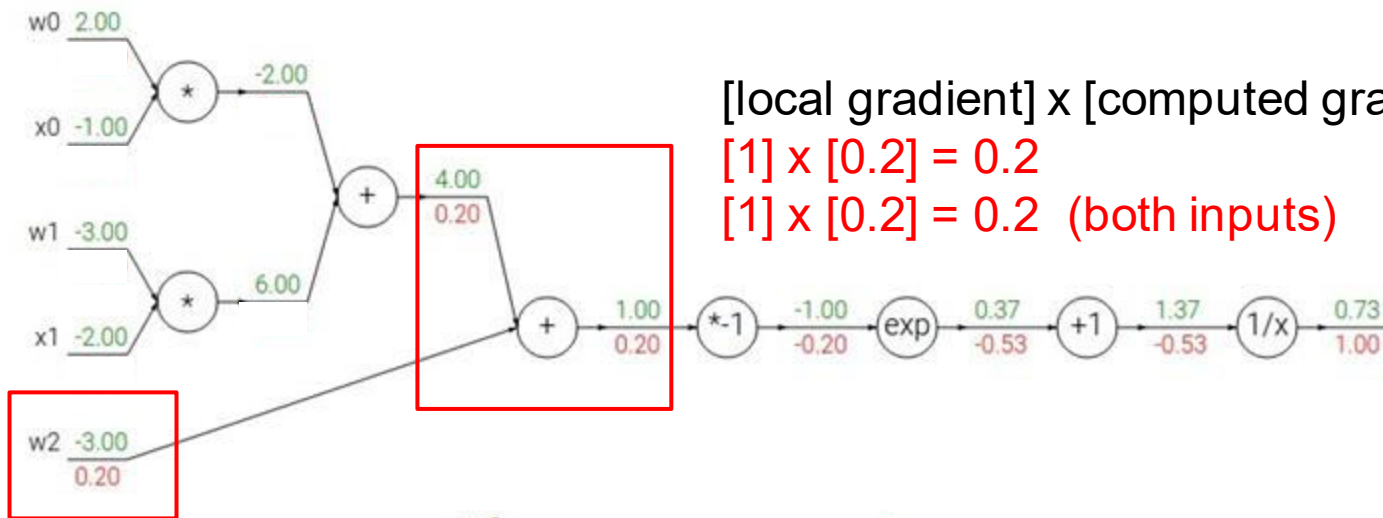 w0 2.00
-2.00
*
x0 -1.00
[local gradient] x [computed gra
[1] x [0.2] = 0.2
[1] x [0.2] = 0.2 (both inputs)
+
4.00
0.20
w1 -3.00
6.00
*
x1 -2.00
+
1.00
0.20
*-1
-1.00
-0.20
exp
0.37
-0.53
+1
1.37
-0.53
1/x
0.73
1.00
w2 -3.00
0.20